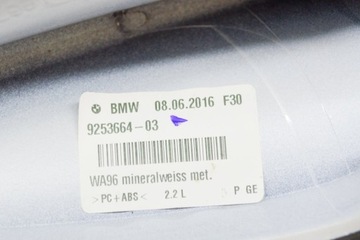 BMW 08.06.2016 F30
9253664-03
WA96 mineralweiss met.
>PC+ABS< 2.2 L > P GE